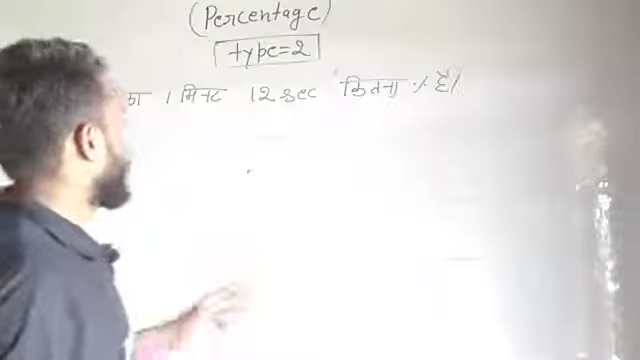 (Percentage)
type=2
का 1 मिनट 12 sec कितना % है।